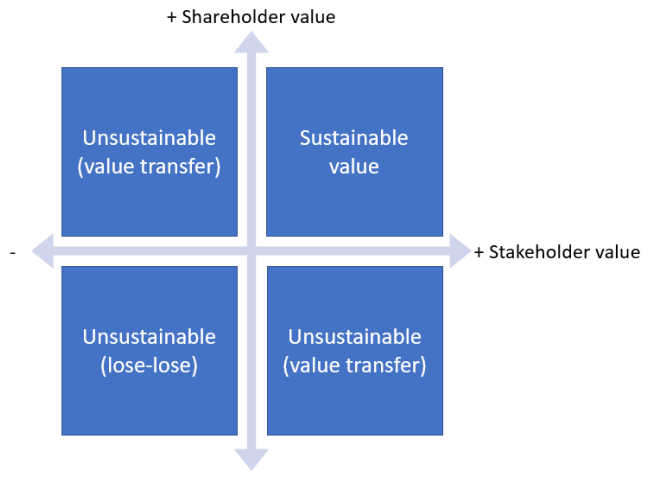 + Shareholder value
Unsustainable
(value transfer)
Sustainable
value
-
+ Stakeholder value
Unsustainable
(lose-lose)
Unsustainable
(value transfer)